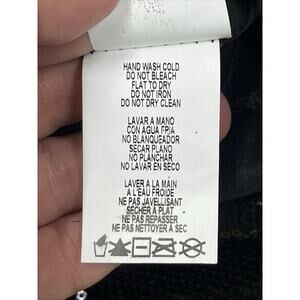 HAND WASH COLD
DO NOT BLEACH
FLAT TO DRY
DO NOT IRON
DO NOT DRY CLEAN
LAVAR A MANO
CON AGUA FRIA
NO BLANQUEADOR
SECAR PLANO
NO PLANCHAR
NO LAVAR EN SECO
LAVER A LA MAIN
A L'EAU FROIDE
NE PAS JAVELLISANT
SECHER A PLAT
NE PAS REPASSER
NE PAS NETTOYER A SEC